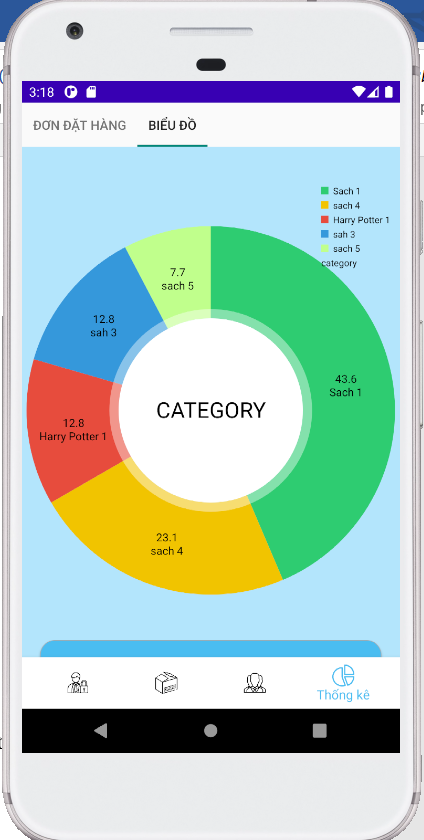 3:18
ĐƠN ĐẶT HÀNG
BIỂU ĐỒ
Sach 1
sach 4
Harry Potter 1
sah 3
sach 5
category
7.7
sach 5
12.8
sah 3
43.6
Sach 1
12.8
Harry Potter 1
CATEGORY
23.1
sach 4
Thống kê